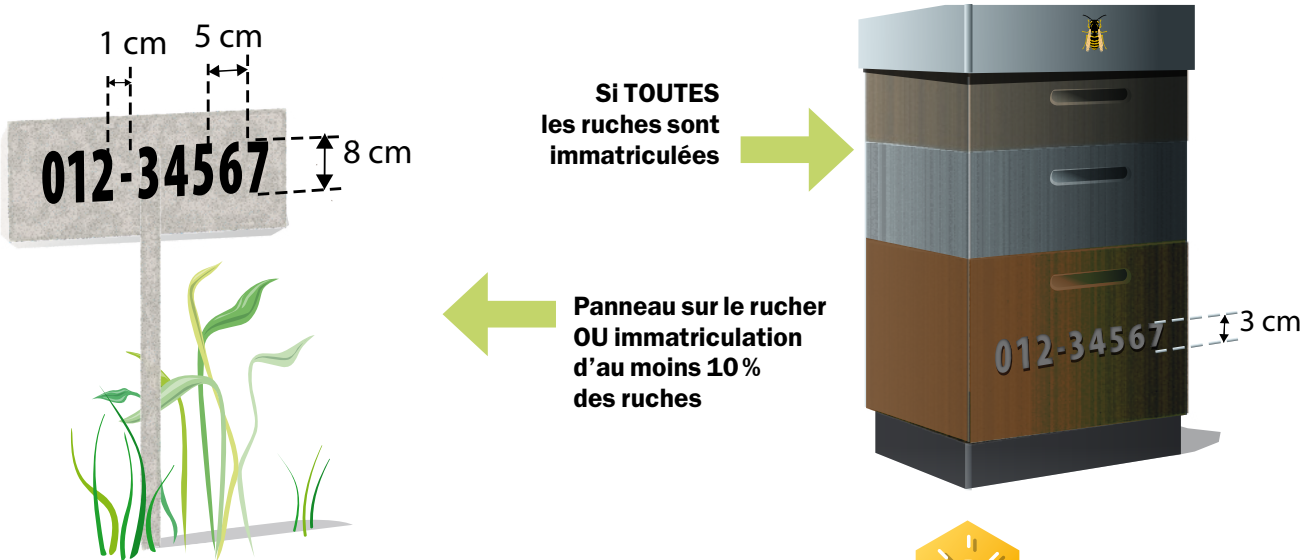 1 cm 5 cm
012-34567
8 cm
Si TOUTES
les ruches sont
immatriculées
Panneau sur le rucher
OU immatriculation
d'au moins 10 %
des ruches
012-34567
3 cm